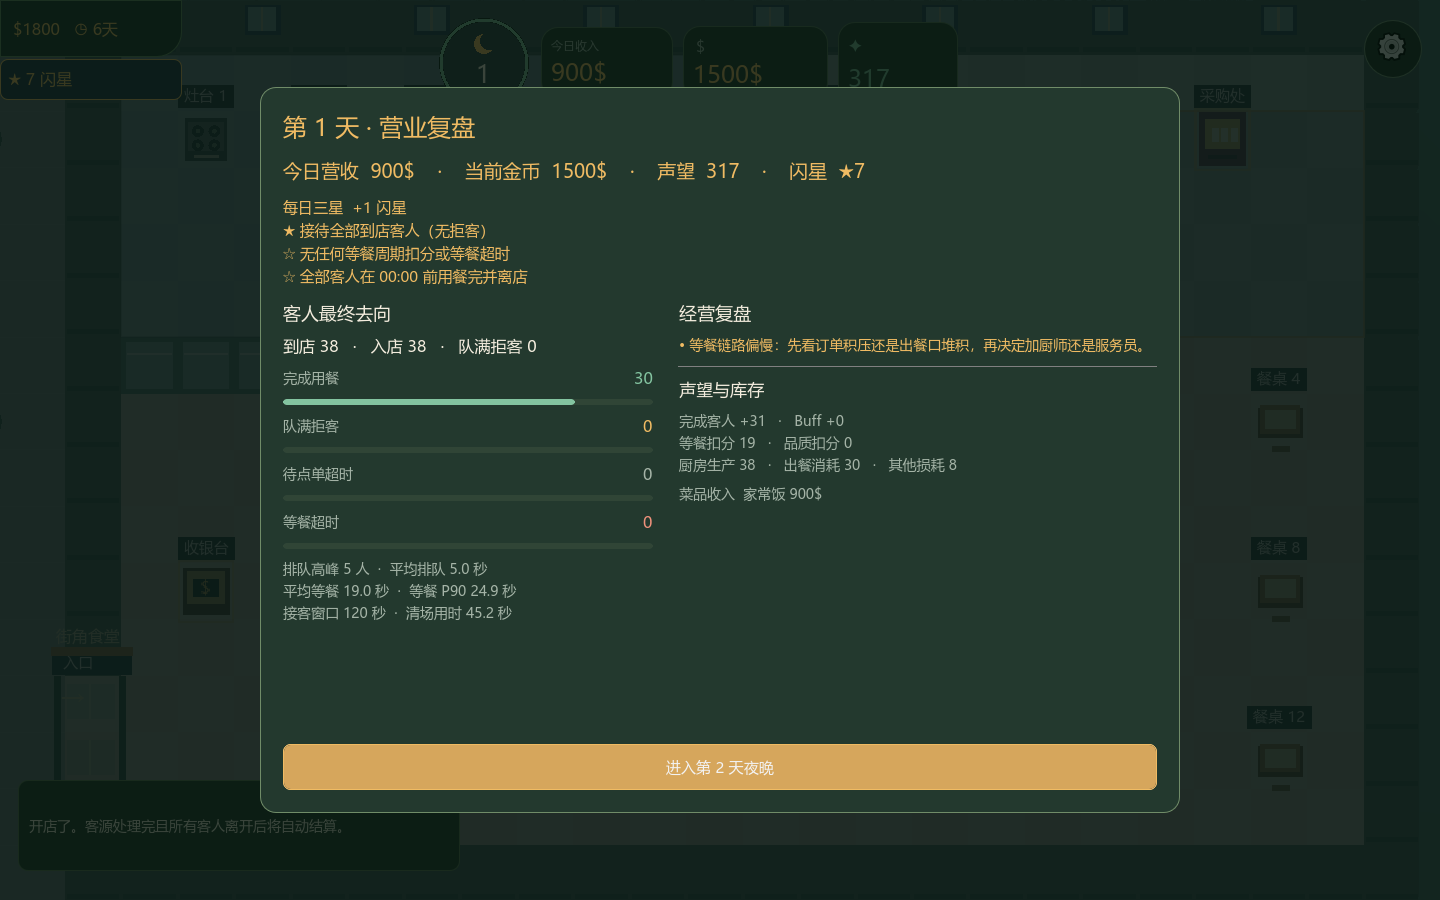 $1800 ◷ 6天
★ 7 闪星
灶台 1
1
今日收入
900$
$
1500$
✦
317
采购处
第 1 天 · 营业复盘
今日营收 900$ · 当前金币 1500$ · 声望 317 · 闪星 ★7
每日三星 +1 闪星
★ 接待全部到店客人（无拒客）
☆ 无任何等餐周期扣分或等餐超时
☆ 全部客人在 00:00 前用餐完并离店
客人最终去向
到店 38 · 入店 38 · 队满拒客 0
完成用餐 30
队满拒客 0
待点单超时 0
等餐超时 0
排队高峰 5 人 · 平均排队 5.0 秒
平均等餐 19.0 秒 · 等餐 P90 24.9 秒
接客窗口 120 秒 · 清场用时 45.2 秒
经营复盘
• 等餐链路偏慢：先看订单积压还是出餐口堆积，再决定加厨师还是服务员。
声望与库存
完成客人 +31 · Buff +0
等餐扣分 19 · 品质扣分 0
厨房生产 38 · 出餐消耗 30 · 其他损耗 8
菜品收入 家常饭 900$
进入第 2 天夜晚
餐桌 4
餐桌 8
餐桌 12
收银台
$
街角食堂
入口
开店了。客源处理完且所有客人离开后将自动结算。